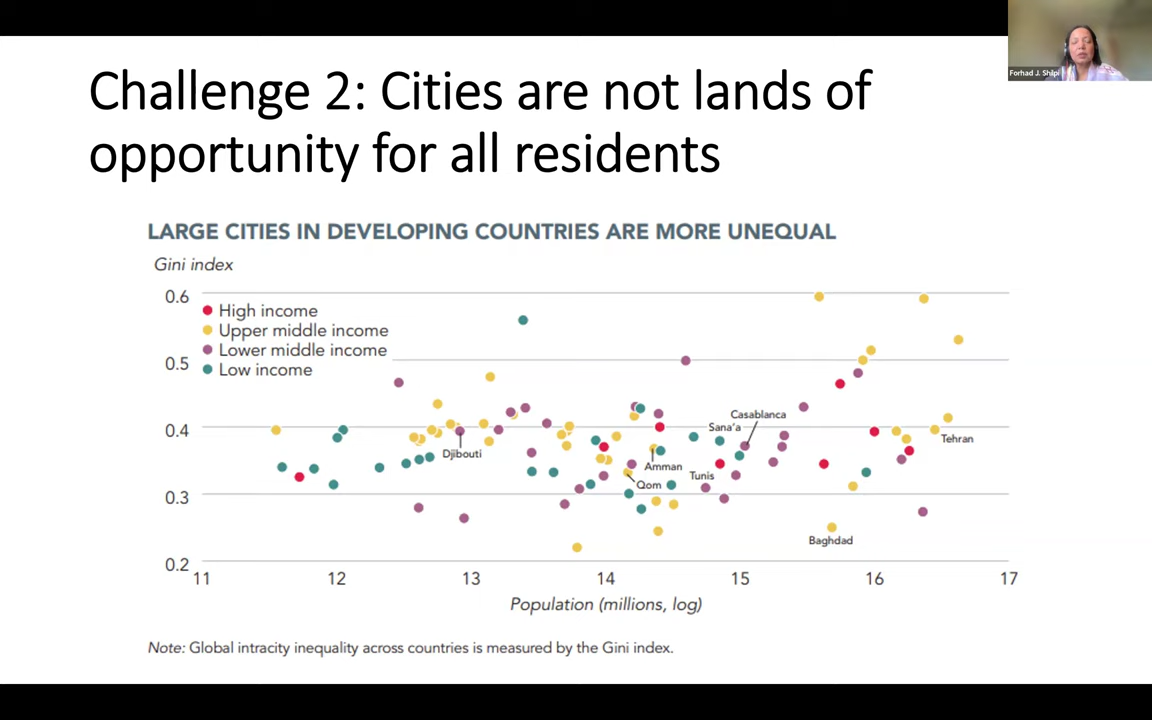 Forhad J. Shilpi
Challenge 2: Cities are not lands of
opportunity for all residents
LARGE CITIES IN DEVELOPING COUNTRIES ARE MORE UNEQUAL
Gini index
0.6
High income
Upper middle income
Lower middle income
Low income
0.5
0.4
0.3
0.2
Casablanca
Sana'a
Tehran
Djibouti
Amman
Tunis
Qom
Baghdad
11 12 13 14 15 16 17
Population (millions, log)
Note: Global intracity inequality across countries is measured by the Gini index.